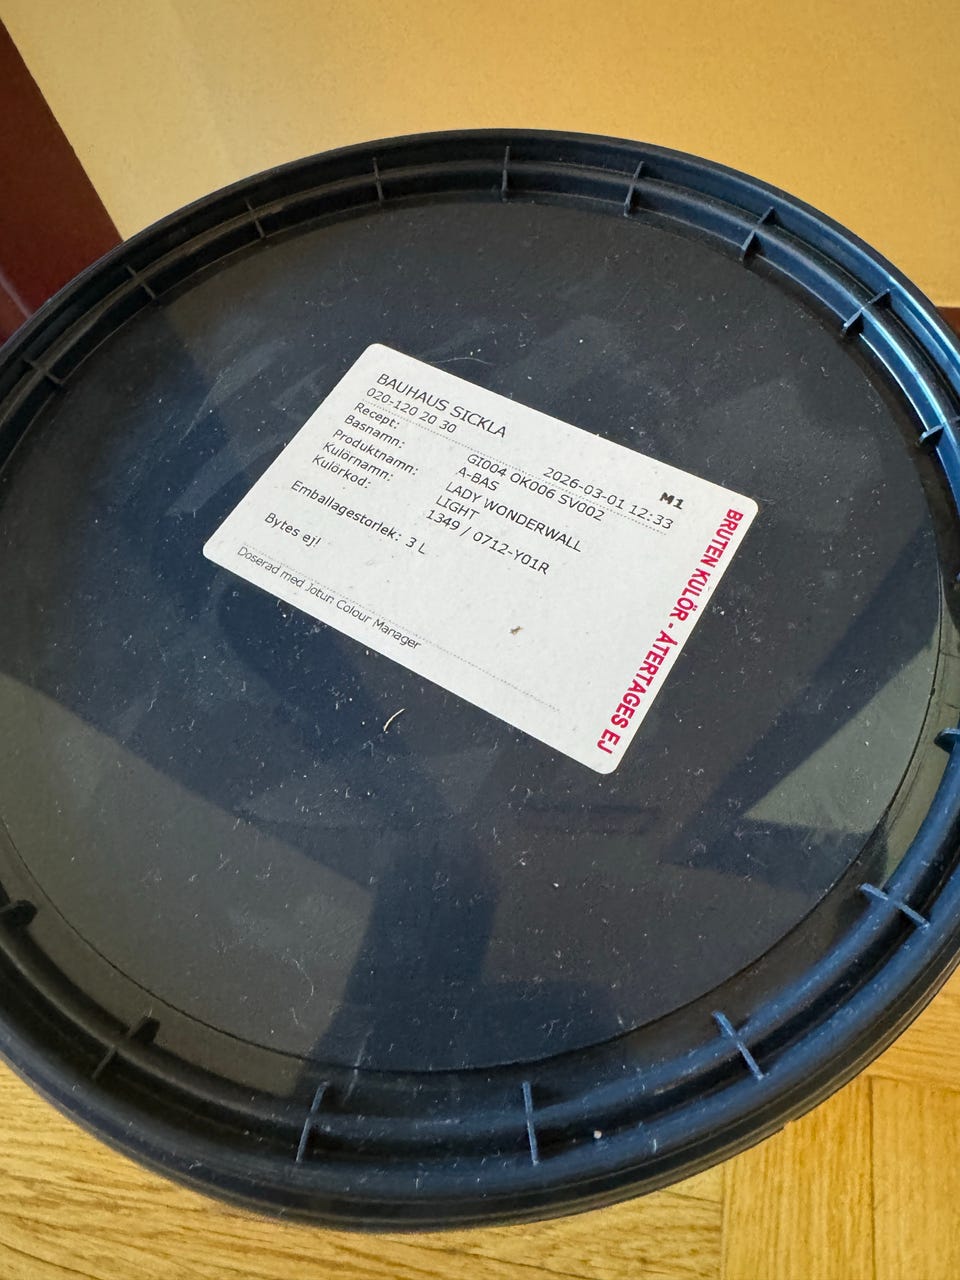 BAUHAUS SICKLA
020-120 20 30
2026-03-01 12:33
M1
Recept: GI004 OK006 SV002
Basnamn: A-BAS
Produktnamn: LADY WONDERWALL
Kulörnamn: LIGHT
Kulörkod: 1349 / 0712-Y01R
Emballagestorlek: 3 L
Bytes ej!
Doserad med Jotun Colour Manager
BRUTEN KULÖR - ÅTERTAGES EJ